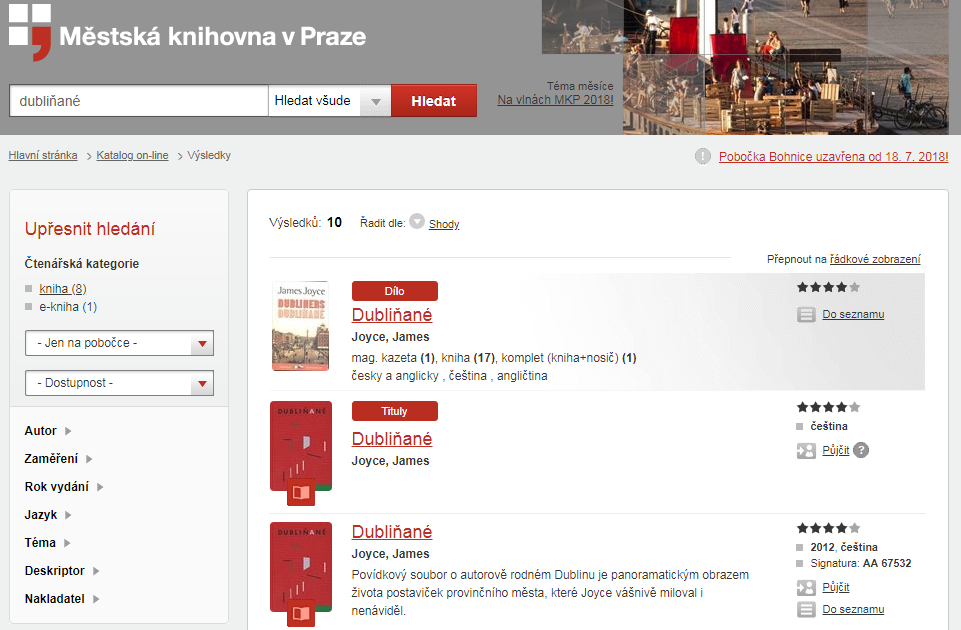 Městská knihovna v Praze
dubliňané
Hledat všude
Hledat
Téma měsíce
Na vlnách MKP 2018!
Hlavní stránka
Katalog on-line
Výsledky
! Pobočka Bohnice uzavřena od 18. 7. 2018!
Upřesnit hledání
Čtenářská kategorie
kniha (8)
e-kniha (1)
- Jen na pobočce -
- Dostupnost -
Autor
Zaměření
Rok vydání
Jazyk
Téma
Deskriptor
Nakladatel
Výsledků: 10 Řadit dle: Shody
Přepnout na řádkové zobrazení
James Joyce
DUBLINERS
DUBLIŇANÉ
Dílo
Dubliňané
Joyce, James
mag. kazeta (1), kniha (17), komplet (kniha+nosič) (1)
česky a anglicky , čeština , angličtina
Do seznamu
DUBLIŇANÉ
Tituly
Dubliňané
Joyce, James
čeština
Půjčit ?
DUBLIŇANÉ
Dubliňané
Joyce, James
Povídkový soubor o autorově rodném Dublinu je panoramatickým obrazem
života postaviček provinčního města, které Joyce vášnivě miloval i
nenáviděl.
2012, čeština
Signatura: AA 67532
Půjčit
Do seznamu